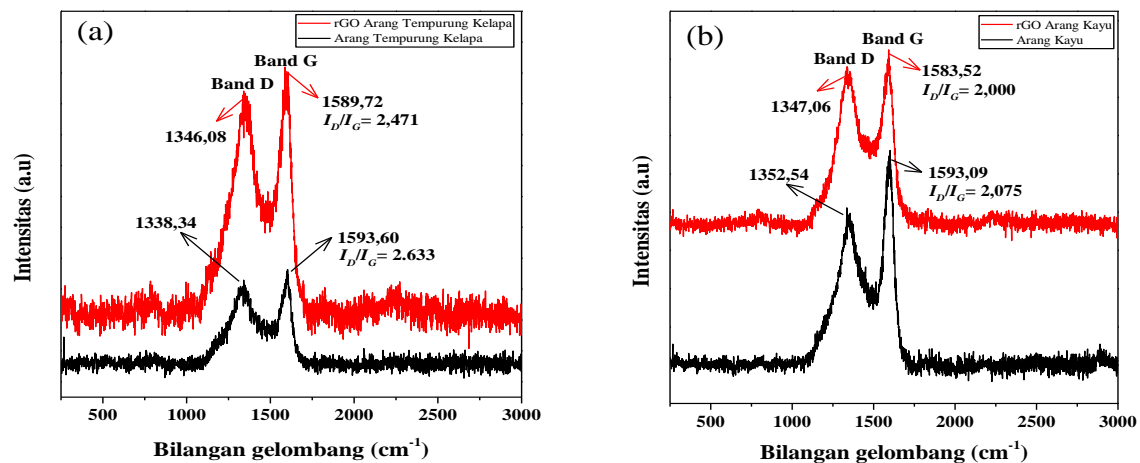 (a)
rGO Arang Tempurung Kelapa
Arang Tempurung Kelapa
Band G
Band D
1589,72
I_D/I_G= 2,471
1346,08
1338,34
1593,60
I_D/I_G= 2.633
Intensitas (a.u)
500 1000 1500 2000 2500 3000
Bilangan gelombang (cm⁻¹)
(b)
rGO Arang Kayu
Arang Kayu
Band G
Band D
1583,52
I_D/I_G= 2,000
1347,06
1352,54
1593,09
I_D/I_G= 2,075
Intensitas (a.u)
500 1000 1500 2000 2500 3000
Bilangan gelombang (cm⁻¹)